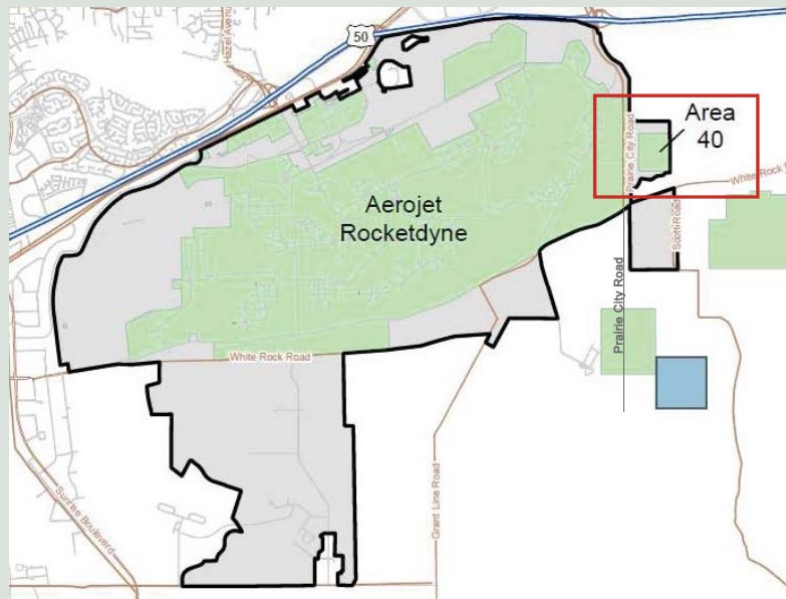 Hazel Avenue
50
Prairie City Road
Area
40
White Rock
Aerojet
Rocketdyne
Scott Road
Prairie City Road
White Rock Road
Grant Line Road
Sunrise Boulevard